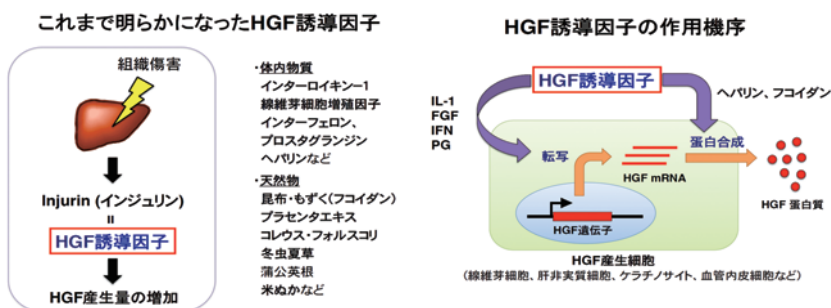 これまで明らかになったHGF誘導因子
組織傷害
Injurin (インジュリン)
=
HGF誘導因子
HGF産生量の増加
・体内物質
インターロイキン−1
線維芽細胞増殖因子
インターフェロン、
プロスタグランジン
ヘパリンなど
・天然物
昆布・もずく(フコイダン)
プラセンタエキス
コレウス・フォルスコリ
冬虫夏草
蒲公英根
米ぬかなど
HGF誘導因子の作用機序
HGF誘導因子
ヘパリン、フコイダン
IL-1
FGF
IFN
PG
転写
蛋白合成
HGF mRNA
HGF 蛋白質
HGF遺伝子
HGF産生細胞
(線維芽細胞、肝非実質細胞、ケラチノサイト、血管内皮細胞など)